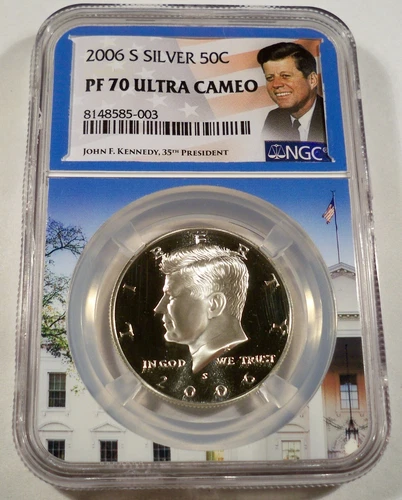 2006 S SILVER 50C
PF 70 ULTRA CAMEO
8148585-003
NGC
JOHN F. KENNEDY, 35TH PRESIDENT
LIBERTY
IN GOD WE TRUST
S
2006